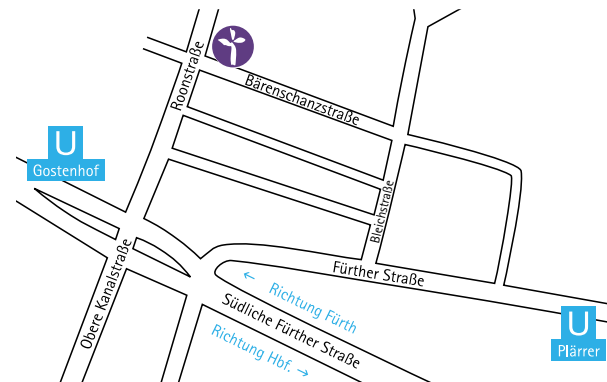 Roonstraße
Bärenschanzstraße
U
Gostenhof
Bleichstraße
Obere Kanalstraße
Fürther Straße
← Richtung Fürth
Südliche Fürther Straße
Richtung Hbf. →
U
Plärrer